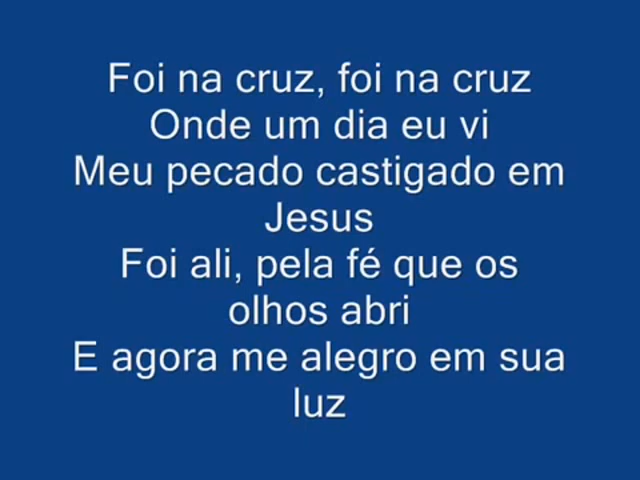 Foi na cruz, foi na cruz
Onde um dia eu vi
Meu pecado castigado em
Jesus
Foi ali, pela fé que os
olhos abri
E agora me alegro em sua
luz